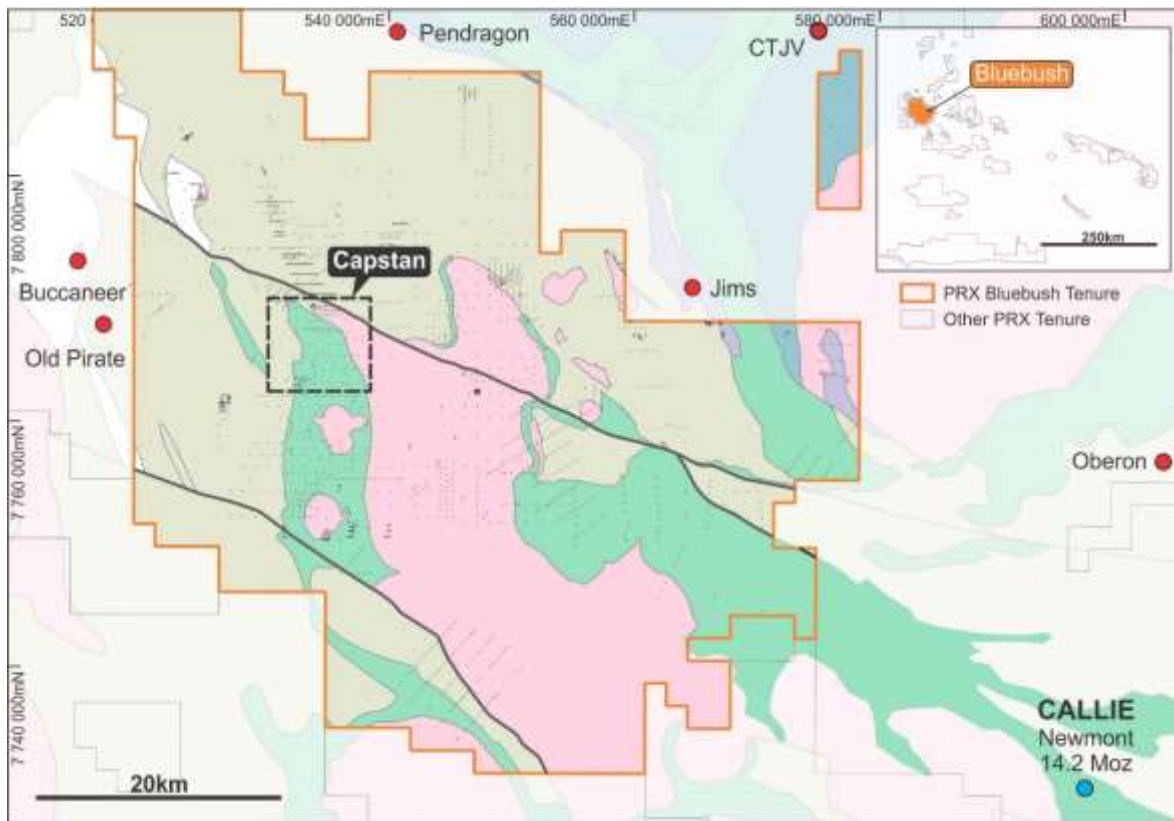 520
540 000mE
560 000mE
580 000mE
600 000mE
Pendragon
CTJV
Bluebush
250km
7 800 000mN
Capstan
Buccaneer
Old Pirate
Jims
PRX Bluebush Tenure
Other PRX Tenure
7 760 000mN
Oberon
7 740 000mN
CALLIE
Newmont
14.2 Moz
20km